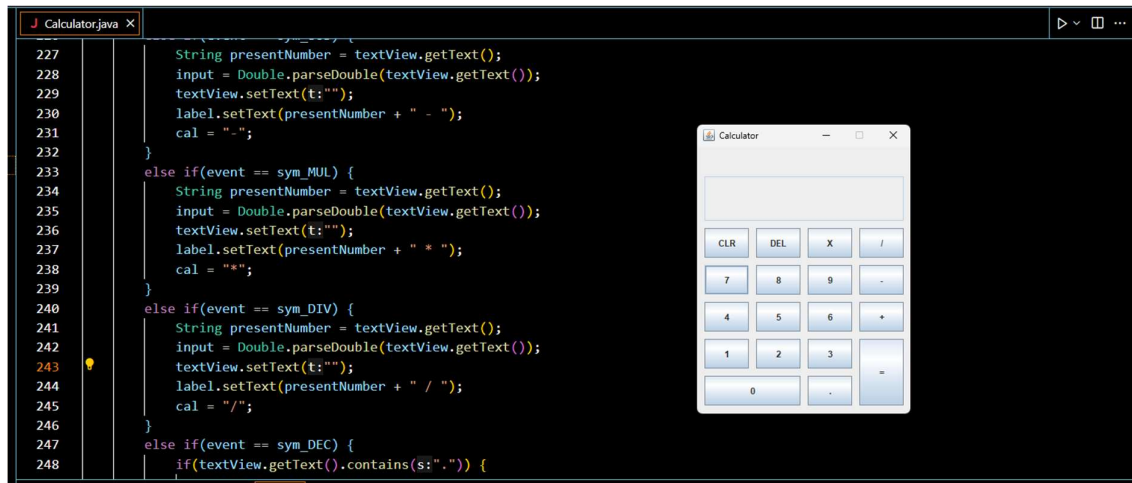 J Calculator.java ×
227 String presentNumber = textView.getText();
228 input = Double.parseDouble(textView.getText());
229 textView.setText(t:"");
230 label.setText(presentNumber + " - ");
231 cal = "-";
232 }
233 else if(event == sym_MUL) {
234 String presentNumber = textView.getText();
235 input = Double.parseDouble(textView.getText());
236 textView.setText(t:"");
237 label.setText(presentNumber + " * ");
238 cal = "*";
239 }
240 else if(event == sym_DIV) {
241 String presentNumber = textView.getText();
242 input = Double.parseDouble(textView.getText());
243 textView.setText(t:"");
244 label.setText(presentNumber + " / ");
245 cal = "/";
246 }
247 else if(event == sym_DEC) {
248 if(textView.getText().contains(s:".")) {
Calculator
CLR DEL X /
7 8 9 -
4 5 6 +
1 2 3 =
0 .